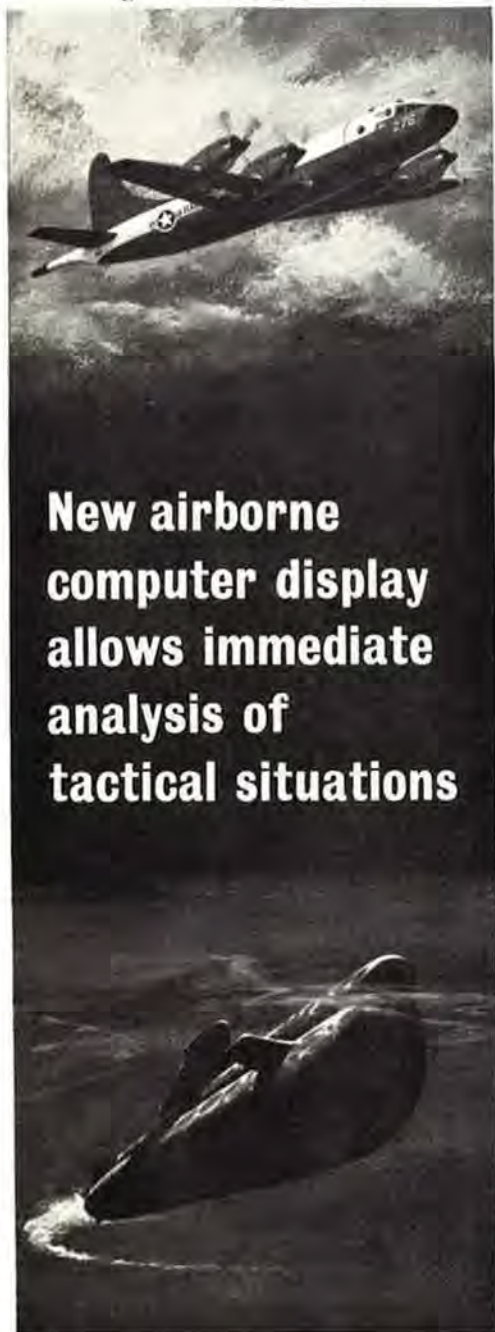 New airborne
computer display
allows immediate
analysis of
tactical situations